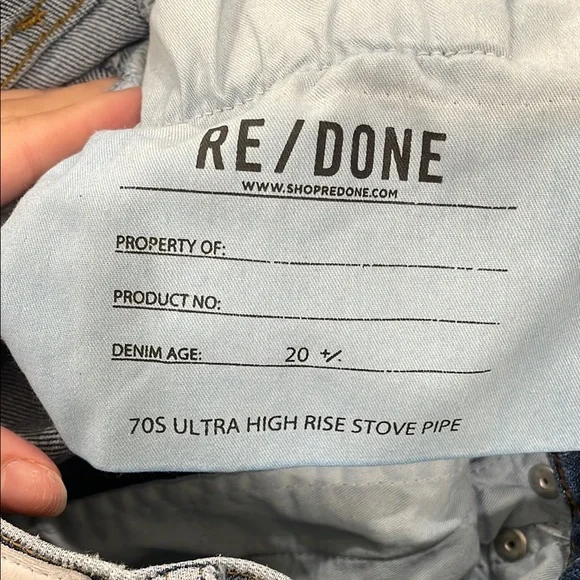 RE/DONE
WWW.SHOPREDONE.COM
PROPERTY OF:
PRODUCT NO:
DENIM AGE: 20 +/-
70S ULTRA HIGH RISE STOVE PIPE